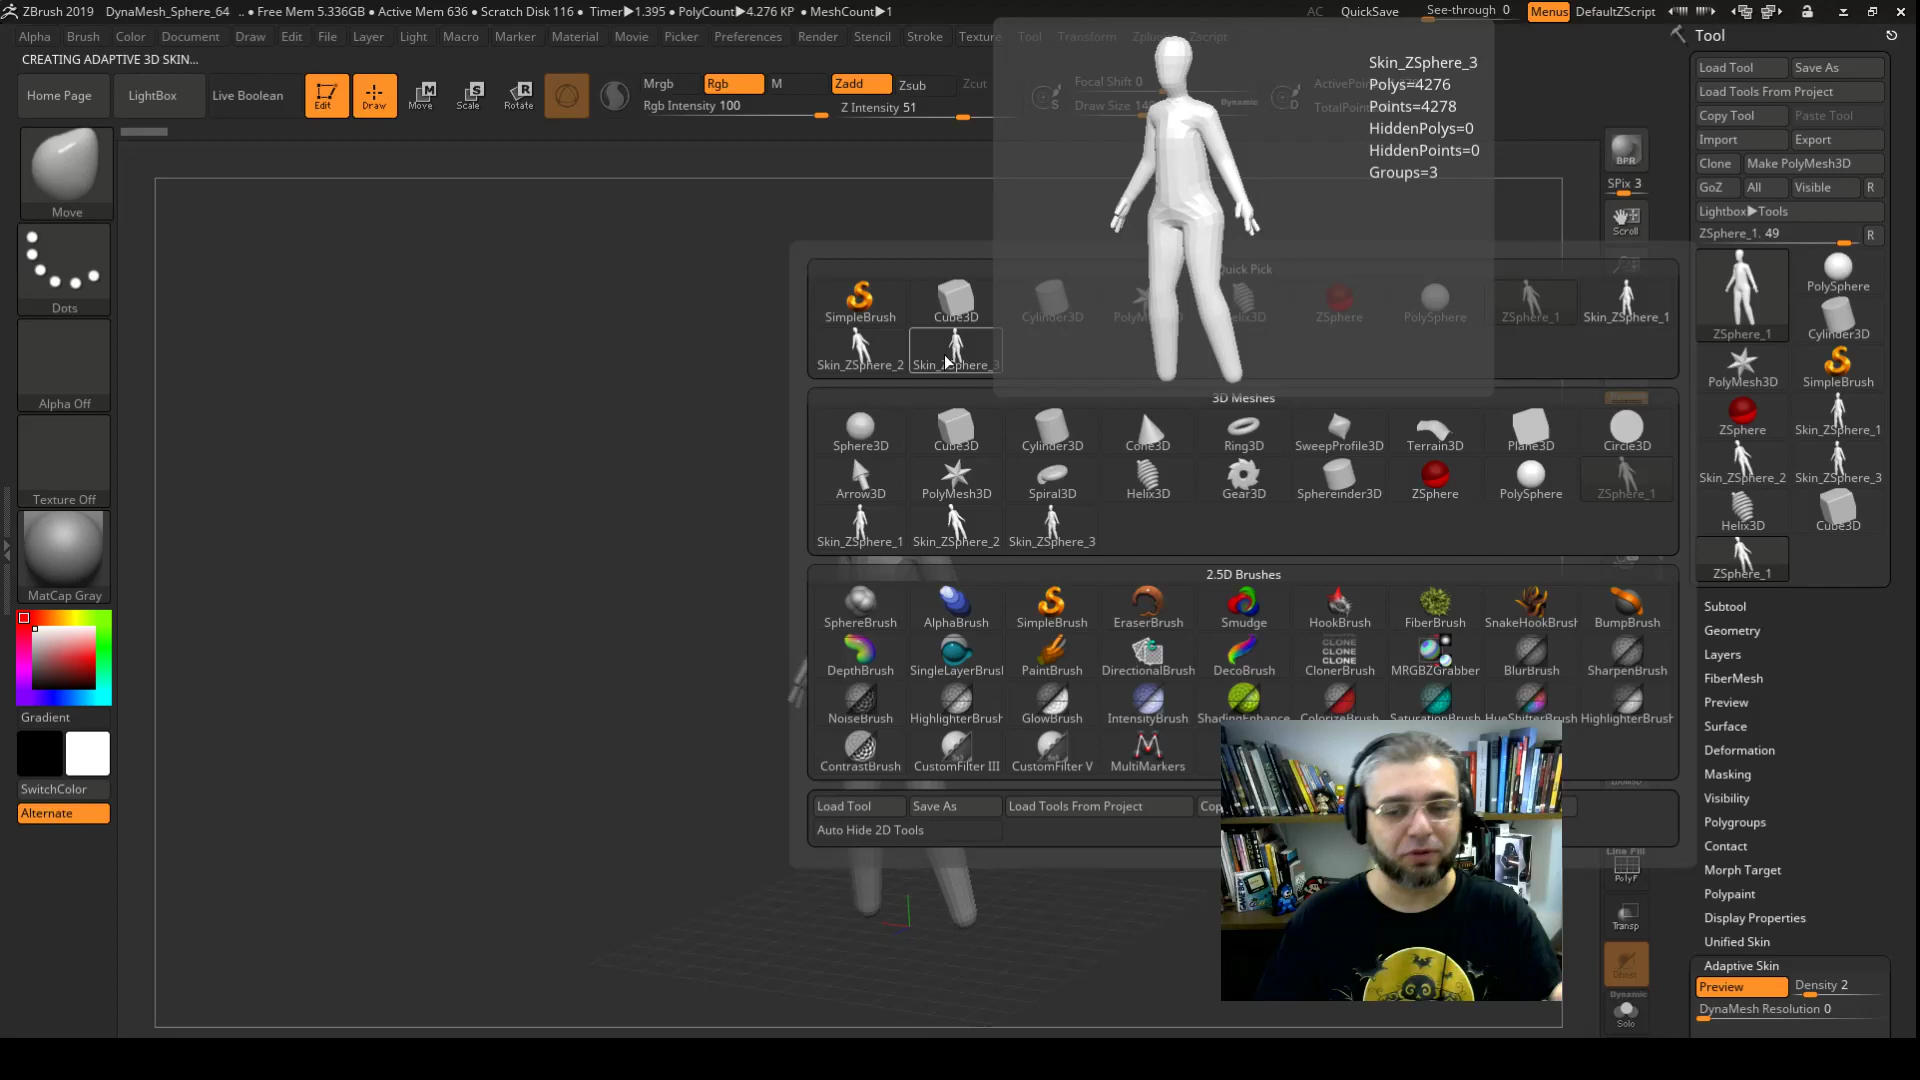 ZBrush 2019 DynaMesh_Sphere_64 .. • Free Mem 5.336GB • Active Mem 636 • Scratch Disk 116 • Timer▶1.395 • PolyCount▶4.276 KP • MeshCount▶1
AC QuickSave See-through 0 Menus DefaultZScript
Alpha Brush Color Document Draw Edit File Layer Light Macro Marker Material Movie Picker Preferences Render Stencil Stroke Texture Tool Transform Zplugin Zscript
Tool
CREATING ADAPTIVE 3D SKIN...
Home Page LightBox Live Boolean Edit Draw Move Scale Rotate
Mrgb Rgb M Zadd Zsub Zcut
Rgb Intensity 100 Z Intensity 51
Focal Shift 0
Draw Size Dynamic
S D
Skin_ZSphere_3
Polys=4276
Points=4278
HiddenPolys=0
HiddenPoints=0
Groups=3
Move
Dots
Alpha Off
Texture Off
MatCap Gray
Gradient
SwitchColor
Alternate
Quick Pick
SimpleBrush Cube3D Cylinder3D Helix3D ZSphere PolySphere ZSphere_1 Skin_ZSphere_1
Skin_ZSphere_2 Skin_ZSphere_3
3D Meshes
Sphere3D Cube3D Cylinder3D Cone3D Ring3D SweepProfile3D Terrain3D Plane3D Circle3D
Arrow3D PolyMesh3D Spiral3D Helix3D Gear3D Sphereinder3D ZSphere PolySphere ZSphere_1
Skin_ZSphere_1 Skin_ZSphere_2 Skin_ZSphere_3
2.5D Brushes
SphereBrush AlphaBrush SimpleBrush EraserBrush Smudge HookBrush FiberBrush SnakeHookBrush BumpBrush
CLONE
CLONE
CLONE
DepthBrush SingleLayerBrush PaintBrush DirectionalBrush DecoBrush ClonerBrush MRGBZGrabber BlurBrush SharpenBrush
NoiseBrush HighlighterBrush GlowBrush IntensityBrush ShadingEnhance ColorizeBrush SaturationBrush HueShifterBrush HighlighterBrush
ContrastBrush CustomFilter III CustomFilter V MultiMarkers
Load Tool Save As Load Tools From Project Cop
Auto Hide 2D Tools
BPR
SPix 3
Scroll
Line Fill
PolyF
Transp
Ghost
Dynamic
Solo
Load Tool Save As
Load Tools From Project
Copy Tool Paste Tool
Import Export
Clone Make PolyMesh3D
GoZ All Visible R
Lightbox▶Tools
ZSphere_1. 49 R
ZSphere_1 PolySphere
Cylinder3D
PolyMesh3D SimpleBrush
ZSphere Skin_ZSphere_1
Skin_ZSphere_2 Skin_ZSphere_3
Helix3D Cube3D
ZSphere_1
Subtool
Geometry
Layers
FiberMesh
Preview
Surface
Deformation
Masking
Visibility
Polygroups
Contact
Morph Target
Polypaint
Display Properties
Unified Skin
Adaptive Skin
Preview Density 2
DynaMesh Resolution 0